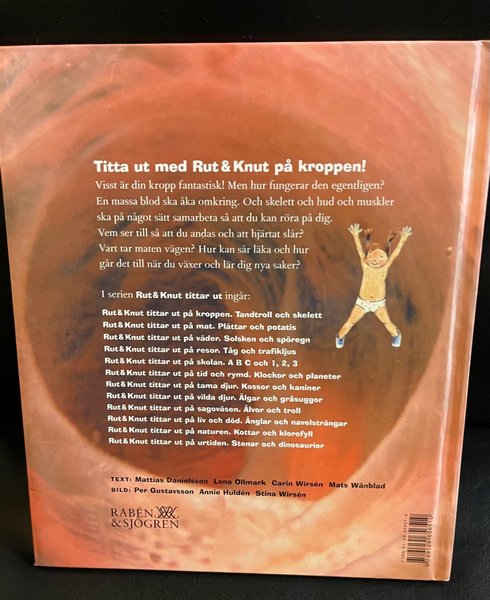 Titta ut med Rut & Knut på kroppen!
Visst är din kropp fantastisk! Men hur fungerar den egentligen?
En massa blod ska åka omkring. Och skelett och hud och muskler
ska på något sätt samarbeta så att du kan röra på dig.
Vem ser till så att du andas och att hjärtat slår?
Vart tar maten vägen? Hur kan sår läka och hur
går det till när du växer och lär dig nya saker?
I serien Rut & Knut tittar ut ingår:
Rut & Knut tittar ut på kroppen. Tandtroll och skelett
Rut & Knut tittar ut på mat. Plättar och potatis
Rut & Knut tittar ut på väder. Solsken och spöregn
Rut & Knut tittar ut på resor. Tåg och trafikljus
Rut & Knut tittar ut på skolan. A B C och 1, 2, 3
Rut & Knut tittar ut på tid och rymd. Klockor och planeter
Rut & Knut tittar ut på tama djur. Kossor och kaniner
Rut & Knut tittar ut på vilda djur. Älgar och gråsuggor
Rut & Knut tittar ut på sagoväsen. Älvor och troll
Rut & Knut tittar ut på liv och död. Änglar och navelsträngar
Rut & Knut tittar ut på naturen. Kottar och klorofyll
Rut & Knut tittar ut på urtiden. Stenar och dinosaurier
TEXT: Mattias Danielsson Lena Ollmark Carin Wirsén Mats Wänblad
BILD: Per Gustavsson Annie Huldén Stina Wirsén
RABÉN
& SJÖGREN